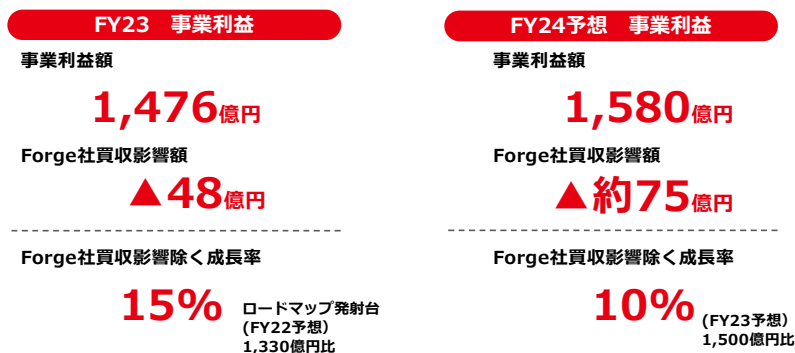 FY23　事業利益
事業利益額
1,476億円
Forge社買収影響額
▲48億円
Forge社買収影響除く成長率
15%
ロードマップ発射台
(FY22予想）
1,330億円比
FY24予想　事業利益
事業利益額
1,580億円
Forge社買収影響額
▲約75億円
Forge社買収影響除く成長率
10%
(FY23予想）
1,500億円比